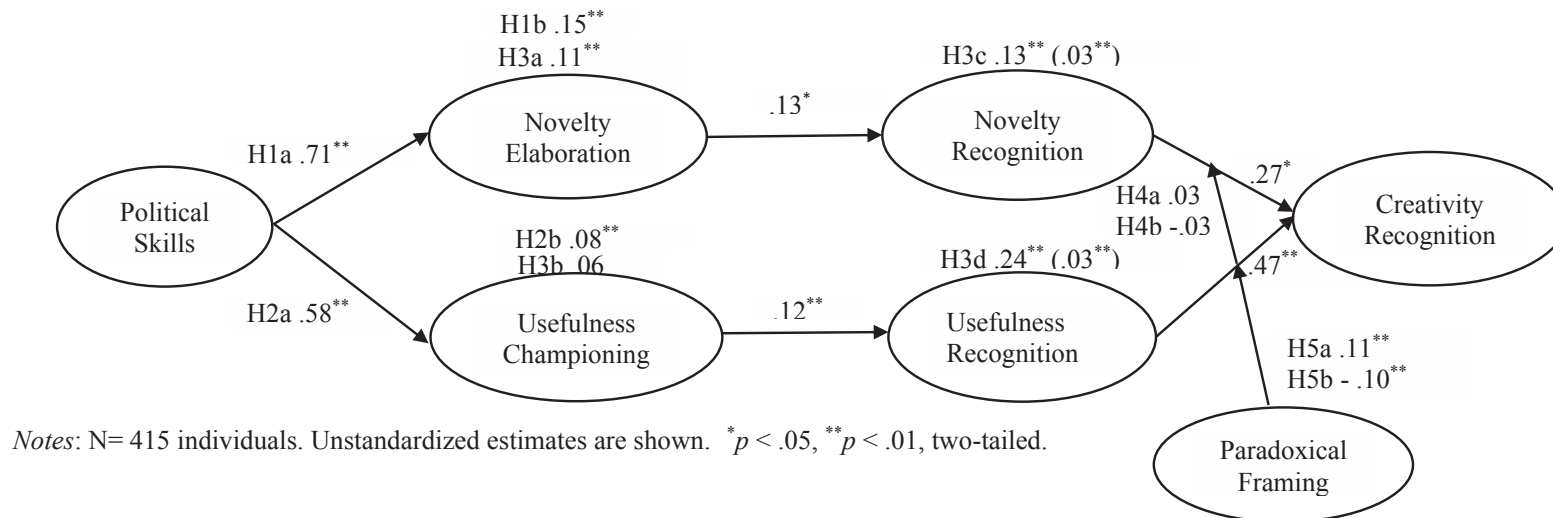 H1b .15**
H3a .11**
H3c .13** (.03**)
Novelty
Elaboration
.13*
Novelty
Recognition
H1a .71**
.27*
Political
Skills
H4a .03
H4b -.03
Creativity
Recognition
H2b .08**
H3b .06
H3d .24** (.03**)
.47**
H2a .58**
Usefulness
Championing
.12**
Usefulness
Recognition
H5a .11**
H5b - .10**
Notes: N= 415 individuals. Unstandardized estimates are shown. *p < .05, **p < .01, two-tailed.
Paradoxical
Framing